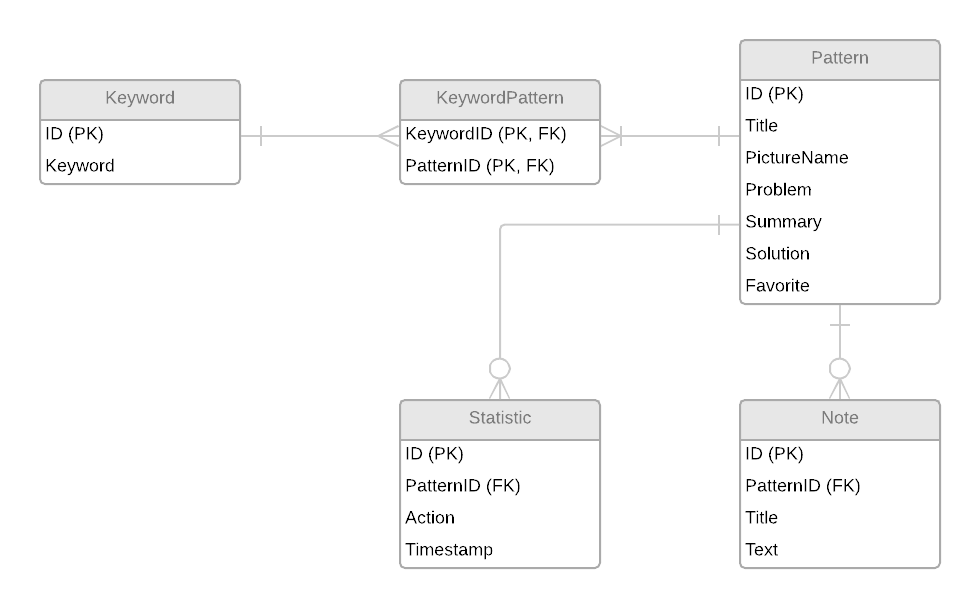 Keyword
ID (PK)
Keyword
KeywordPattern
KeywordID (PK, FK)
PatternID (PK, FK)
Pattern
ID (PK)
Title
PictureName
Problem
Summary
Solution
Favorite
Statistic
ID (PK)
PatternID (FK)
Action
Timestamp
Note
ID (PK)
PatternID (FK)
Title
Text